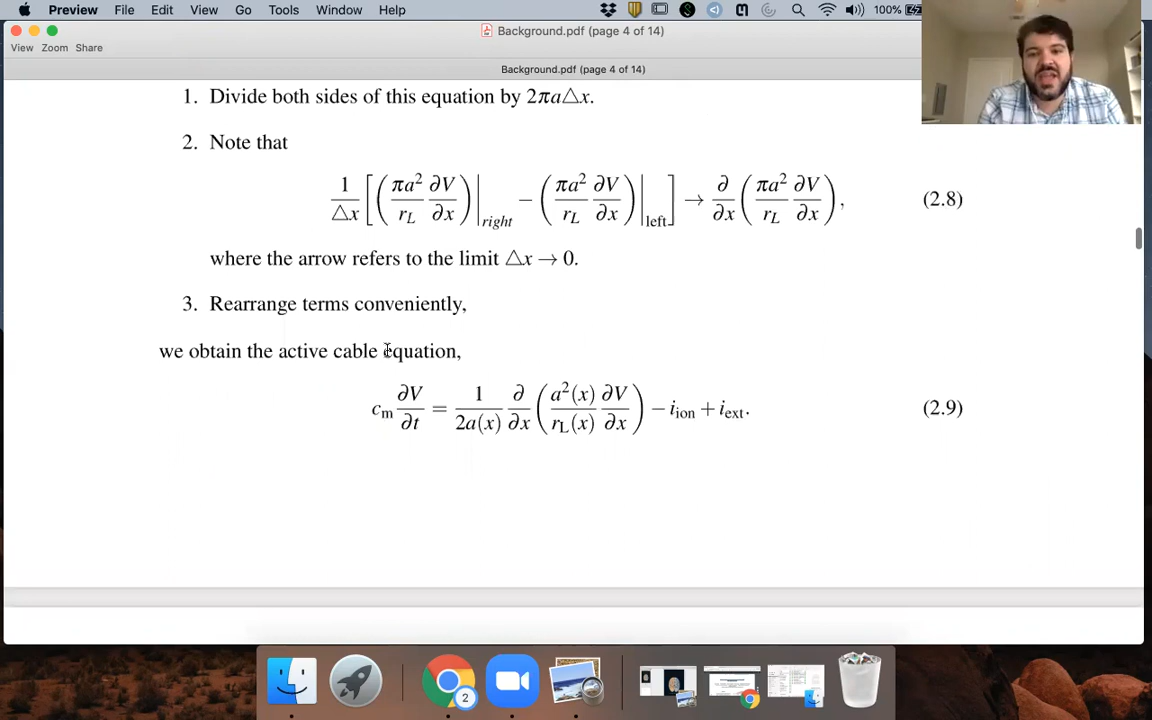 Preview File Edit View Go Tools Window Help 100%
Background.pdf (page 4 of 14)
View Zoom Share
Background.pdf (page 4 of 14)
1. Divide both sides of this equation by 2πa△x.
2. Note that
1/△x [(πa²/r_L ∂V/∂x)|_right − (πa²/r_L ∂V/∂x)|_left] → ∂/∂x (πa²/r_L ∂V/∂x), (2.8)
where the arrow refers to the limit △x → 0.
3. Rearrange terms conveniently,
we obtain the active cable equation,
c_m ∂V/∂t = 1/2a(x) ∂/∂x (a²(x)/r_L(x) ∂V/∂x) − i_ion + i_ext. (2.9)
2